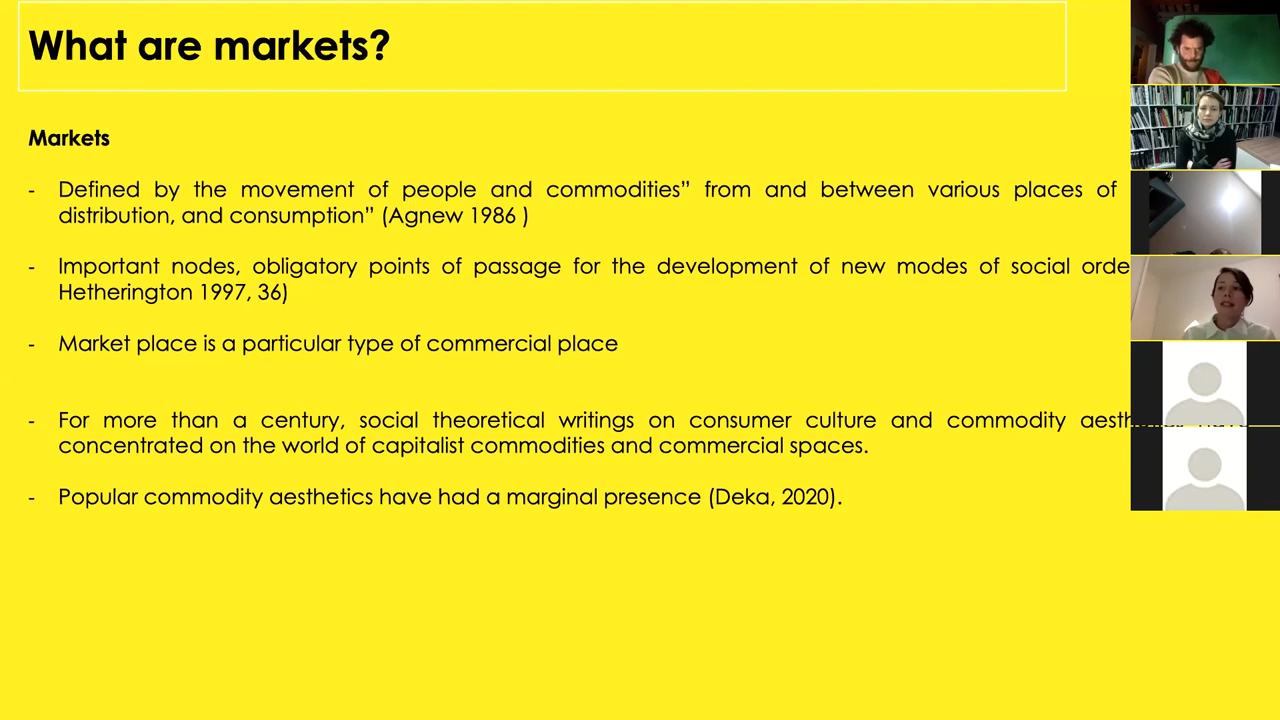 What are markets?
Markets
- Defined by the movement of people and commodities” from and between various places of
distribution, and consumption” (Agnew 1986 )
- Important nodes, obligatory points of passage for the development of new modes of social orde
Hetherington 1997, 36)
- Market place is a particular type of commercial place
- For more than a century, social theoretical writings on consumer culture and commodity
concentrated on the world of capitalist commodities and commercial spaces.
- Popular commodity aesthetics have had a marginal presence (Deka, 2020).